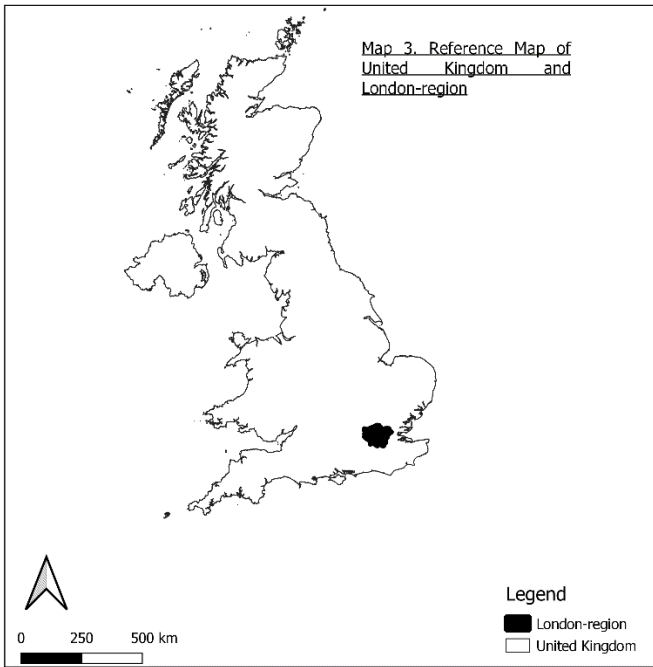 Map 3. Reference Map of
United Kingdom and
London-region
Legend
London-region
United Kingdom
0 250 500 km